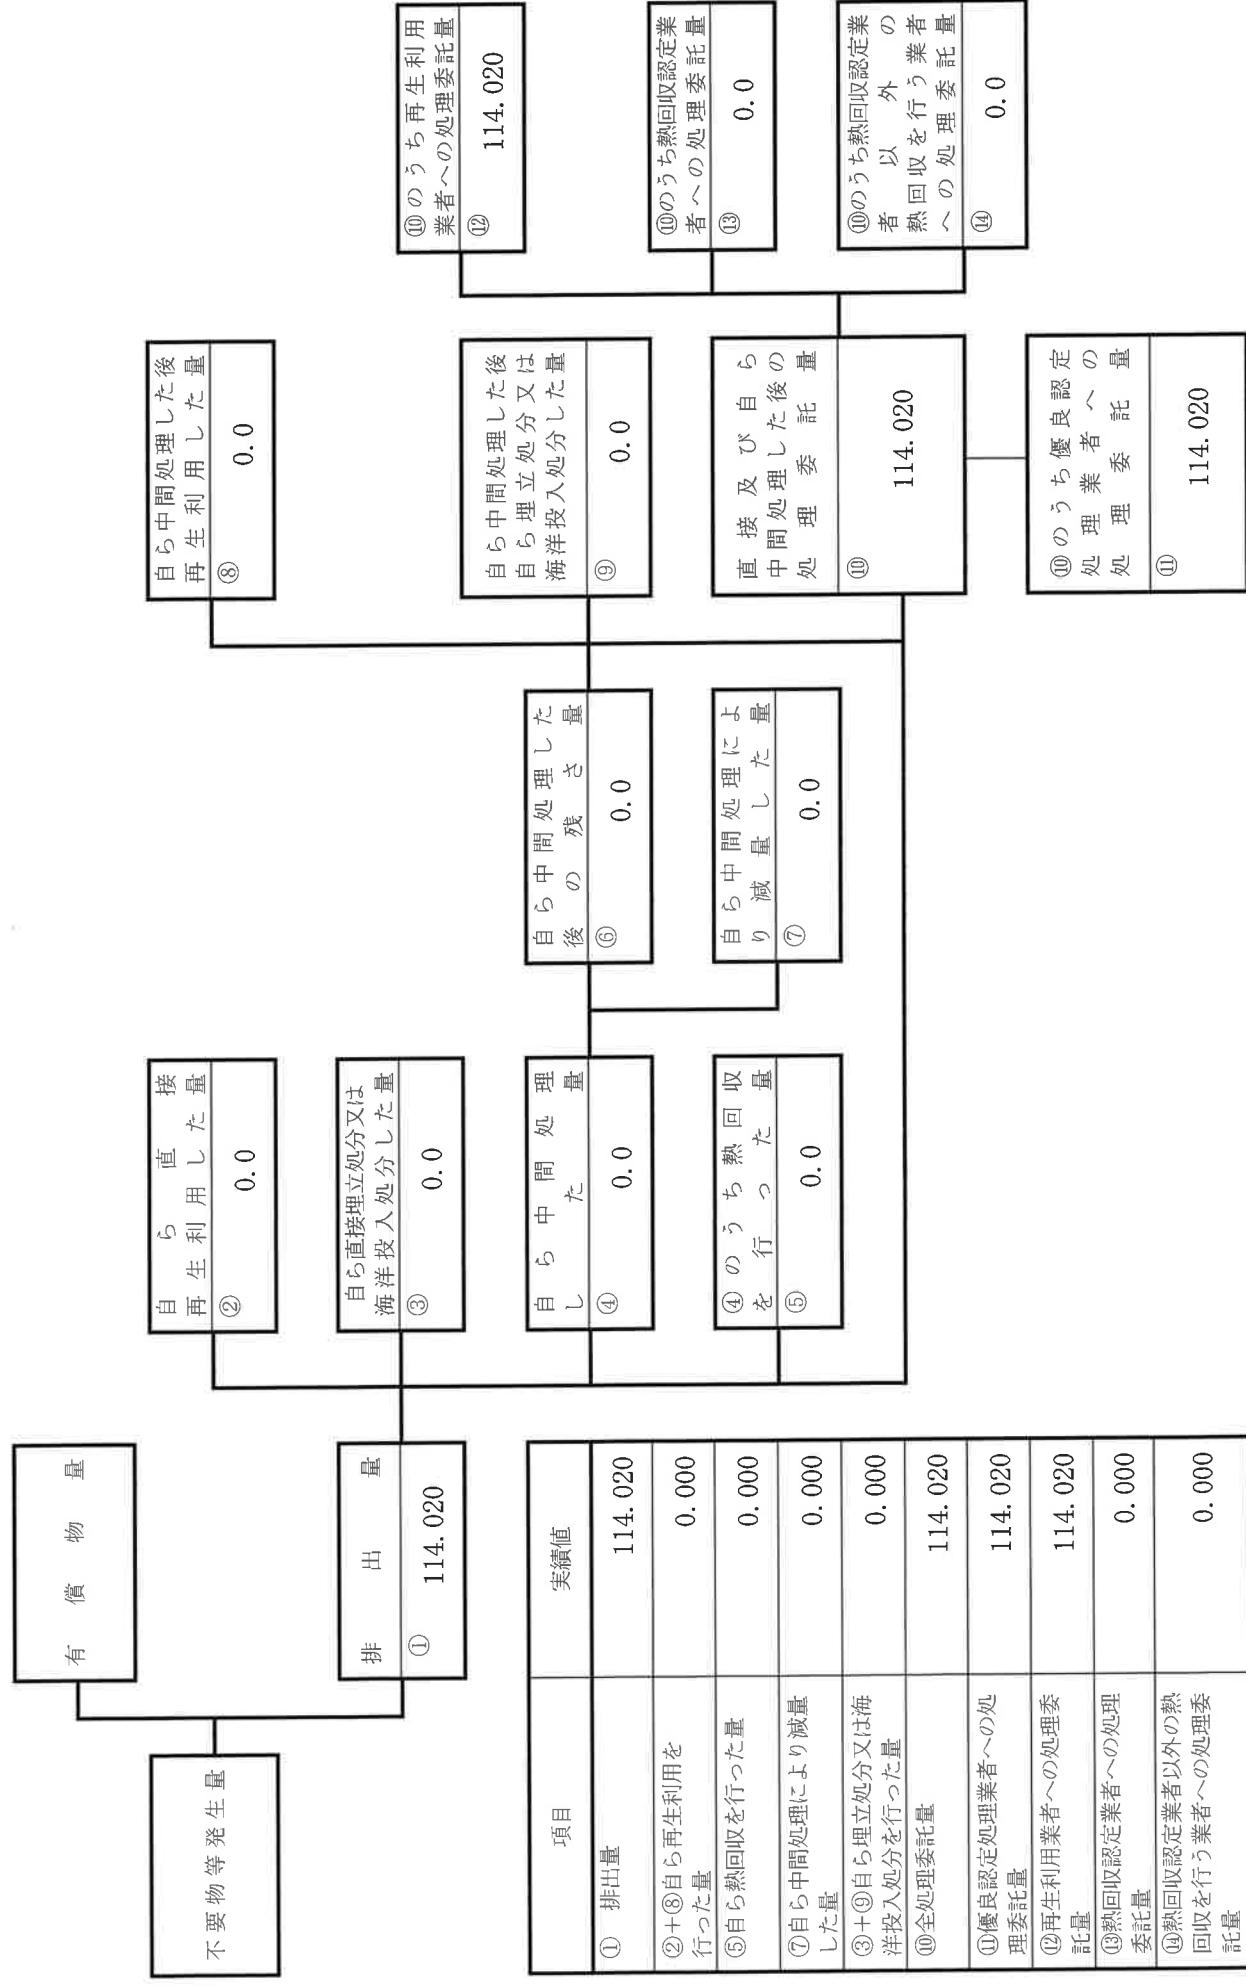 不要物等発生量
有償物量
排出量
① 114.020
自ら直接
再生利用した量
② 0.0
自ら直接埋立処分又は
海洋投入処分した量
③ 0.0
自ら中間処理
した量
④ 0.0
④のうち熱回収
を行った量
⑤ 0.0
自ら中間処理した
後の残さ量
⑥ 0.0
自ら中間処理によ
り減量した量
⑦ 0.0
自ら中間処理した後
再生利用した量
⑧ 0.0
自ら中間処理した後
自ら埋立処分又は
海洋投入処分した量
⑨ 0.0
直接及び自ら
中間処理した後の
処理委託量
⑩ 114.020
⑩のうち優良認定
処理業者への
処理委託量
⑪ 114.020
⑩のうち再生利用
業者への処理委託量
⑫ 114.020
⑩のうち熱回収認定業
者への処理委託量
⑬ 0.0
⑩のうち熱回収認定業
者以外の
熱回収を行う業者
への処理委託量
⑭ 0.0
項目 実績値
① 排出量 114.020
②+⑧自ら再生利用を
行った量 0.000
⑤自ら熱回収を行った量 0.000
⑦自ら中間処理により減量
した量 0.000
③+⑨自ら埋立処分又は海
洋投入処分を行った量 0.000
⑩全処理委託量 114.020
⑪優良認定処理業者への処
理委託量 114.020
⑫再生利用業者への処理委
託量 114.020
⑬熱回収認定業者への処理
委託量 0.000
⑭熱回収認定業者以外の熱
回収を行う業者への処理委
託量 0.000